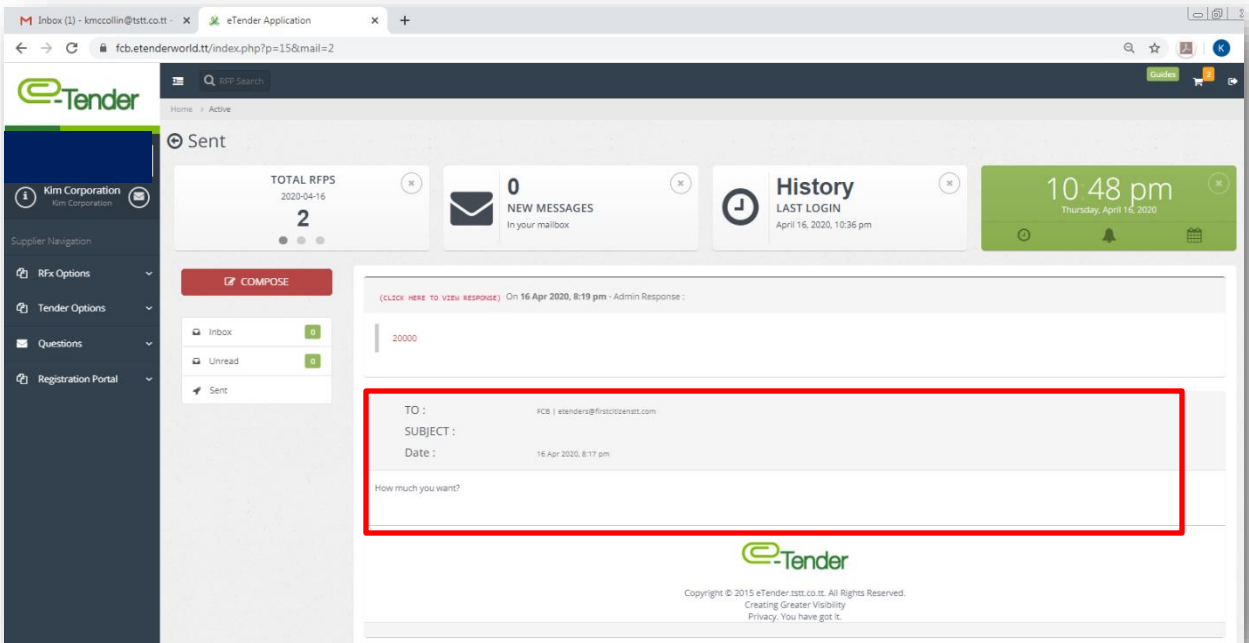 Inbox (1) - kmccollin@tstt.co.tt -
eTender Application
fcb.etenderworld.tt/index.php?p=15&mail=2
K
e-Tender
RFP Search
Guides
2
Home > Active
Sent
Kim Corporation
Kim Corporation
TOTAL RFPS
2020-04-16
2
0
NEW MESSAGES
In your mailbox
History
LAST LOGIN
April 16, 2020, 10:36 pm
10:48 pm
Thursday, April 16, 2020
Supplier Navigation
RFx Options
Tender Options
Questions
Registration Portal
COMPOSE
Inbox 0
Unread 0
Sent
(CLICK HERE TO VIEW RESPONSE) On 16 Apr 2020, 8:19 pm - Admin Response :
20000
TO : FCB | etenders@firstcitizenstt.com
SUBJECT :
Date : 16 Apr 2020, 8:17 pm
How much you want?
e-Tender
Copyright © 2015 eTender.tstt.co.tt. All Rights Reserved.
Creating Greater Visibility
Privacy. You have got it.